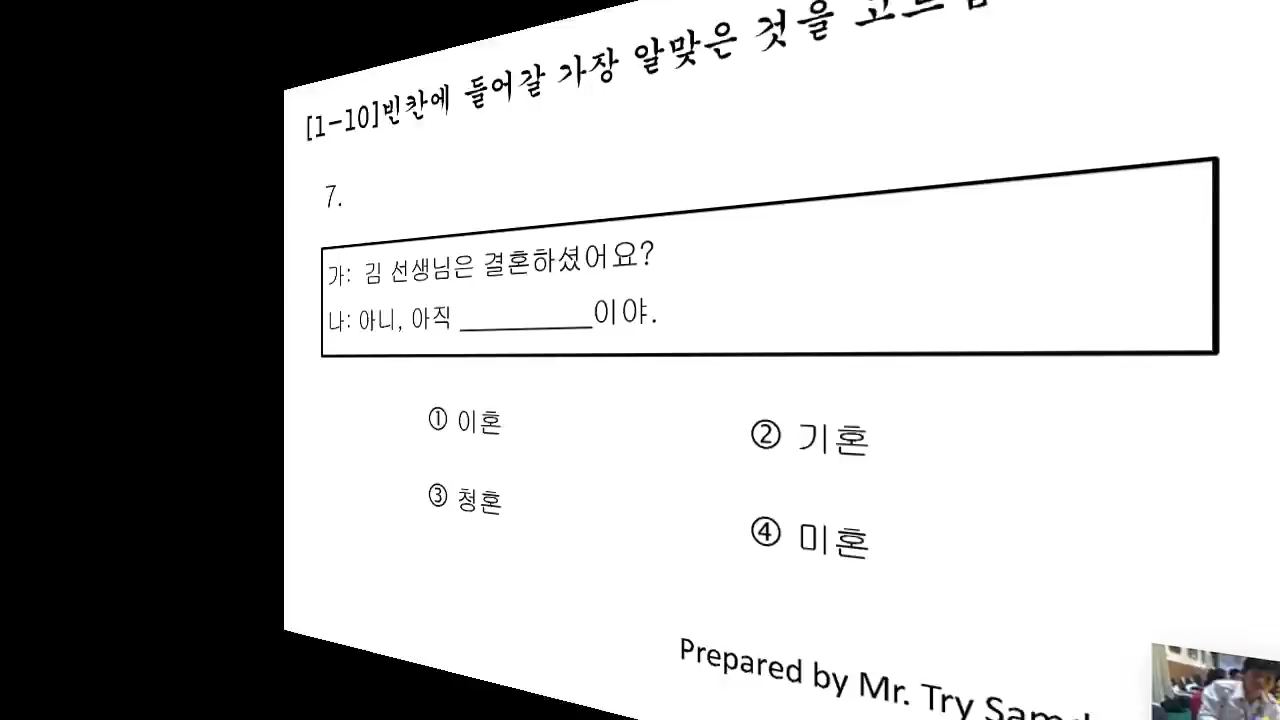 [1-10]빈칸에 들어갈 가장 알맞은 것을
7.
가: 김 선생님은 결혼하셨어요?
나: 아니, 아직 __________이야.
① 이혼
② 기혼
③ 청혼
④ 미혼
Prepared by Mr. Try